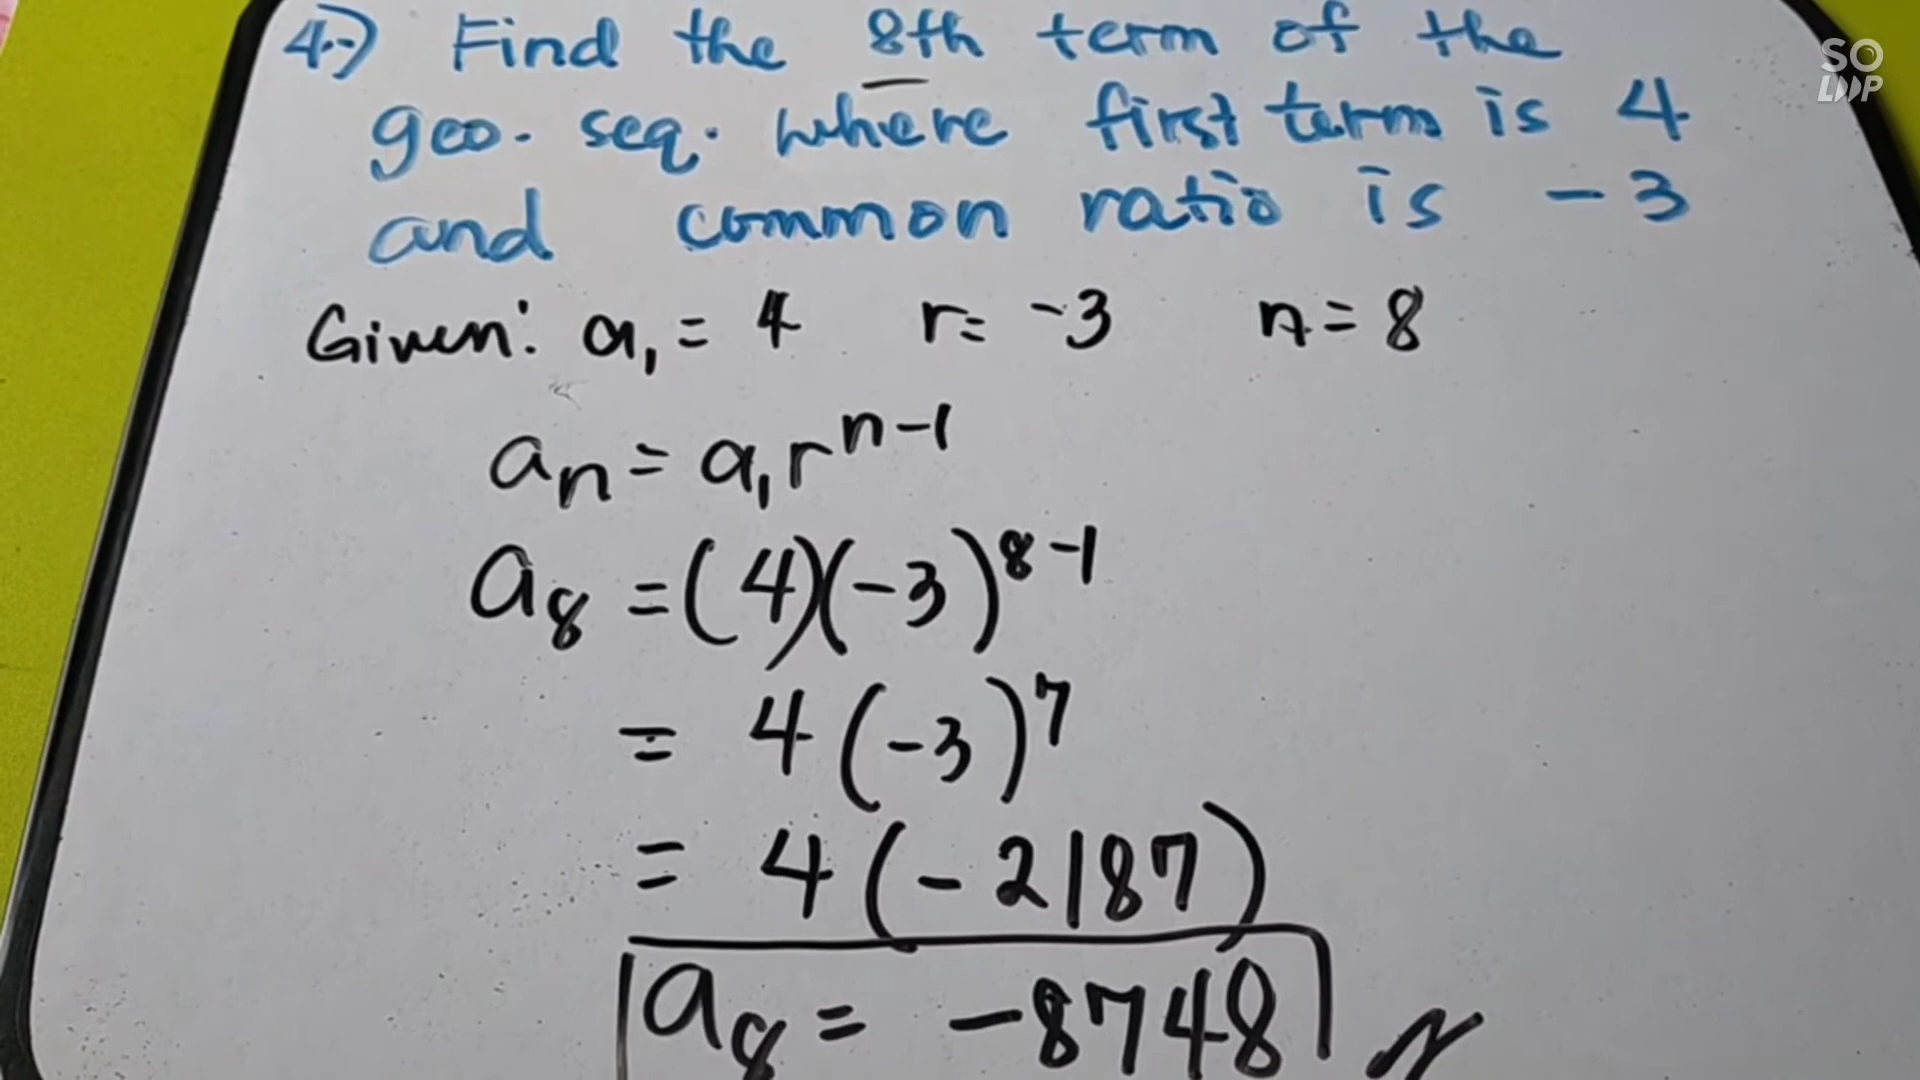 4.) Find the 8th term of the
geo. seq. where first term is 4
and common ratio is -3
Given: a₁ = 4 r = -3 n = 8
aₙ = a₁rⁿ⁻¹
a₈ = (4)(-3)⁸⁻¹
= 4(-3)⁷
= 4(-2187)
a₈ = -8748
SO
LOOP